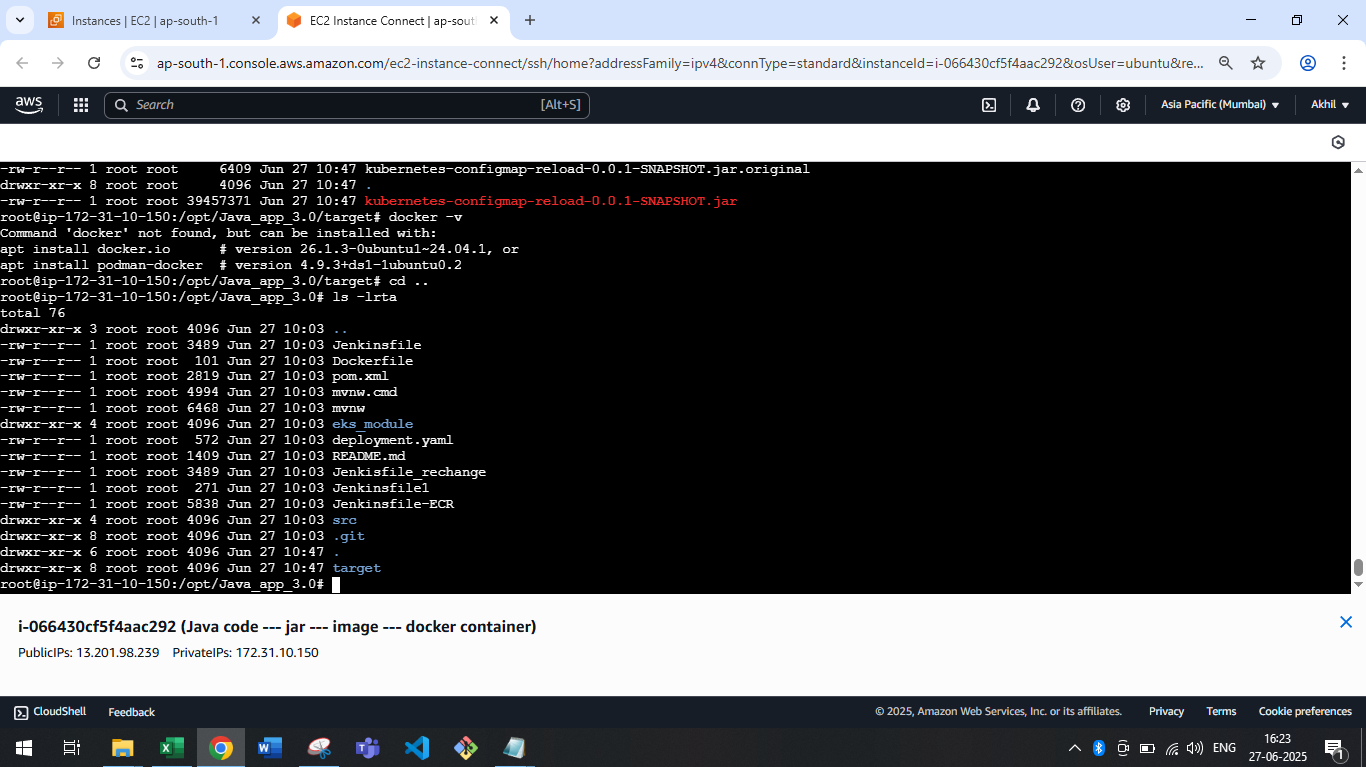 Instances | EC2 | ap-south-1
EC2 Instance Connect | ap-sout
ap-south-1.console.aws.amazon.com/ec2-instance-connect/ssh/home?addressFamily=ipv4&connType=standard&instanceId=i-066430cf5f4aac292&osUser=ubuntu&re...
aws Search [Alt+S] Asia Pacific (Mumbai) Akhil
-rw-r--r-- 1 root root     6409 Jun 27 10:47 kubernetes-configmap-reload-0.0.1-SNAPSHOT.jar.original
drwxr-xr-x 8 root root     4096 Jun 27 10:47 .
-rw-r--r-- 1 root root 39457371 Jun 27 10:47 kubernetes-configmap-reload-0.0.1-SNAPSHOT.jar
root@ip-172-31-10-150:/opt/Java_app_3.0/target# docker -v
Command 'docker' not found, but can be installed with:
apt install docker.io      # version 26.1.3-0ubuntu1~24.04.1, or
apt install podman-docker  # version 4.9.3+ds1-1ubuntu0.2
root@ip-172-31-10-150:/opt/Java_app_3.0/target# cd ..
root@ip-172-31-10-150:/opt/Java_app_3.0# ls -lrta
total 76
drwxr-xr-x 3 root root 4096 Jun 27 10:03 ..
-rw-r--r-- 1 root root 3489 Jun 27 10:03 Jenkinsfile
-rw-r--r-- 1 root root  101 Jun 27 10:03 Dockerfile
-rw-r--r-- 1 root root 2819 Jun 27 10:03 pom.xml
-rw-r--r-- 1 root root 4994 Jun 27 10:03 mvnw.cmd
-rw-r--r-- 1 root root 6468 Jun 27 10:03 mvnw
drwxr-xr-x 4 root root 4096 Jun 27 10:03 eks_module
-rw-r--r-- 1 root root  572 Jun 27 10:03 deployment.yaml
-rw-r--r-- 1 root root 1409 Jun 27 10:03 README.md
-rw-r--r-- 1 root root 3489 Jun 27 10:03 Jenkisfile_rechange
-rw-r--r-- 1 root root  271 Jun 27 10:03 Jenkinsfile1
-rw-r--r-- 1 root root 5838 Jun 27 10:03 Jenkinsfile-ECR
drwxr-xr-x 4 root root 4096 Jun 27 10:03 src
drwxr-xr-x 8 root root 4096 Jun 27 10:03 .git
drwxr-xr-x 6 root root 4096 Jun 27 10:47 .
drwxr-xr-x 8 root root 4096 Jun 27 10:47 target
root@ip-172-31-10-150:/opt/Java_app_3.0#
i-066430cf5f4aac292 (Java code --- jar --- image --- docker container)
PublicIPs: 13.201.98.239 PrivateIPs: 172.31.10.150
CloudShell Feedback © 2025, Amazon Web Services, Inc. or its affiliates. Privacy Terms Cookie preferences
ENG 16:23
27-06-2025 1